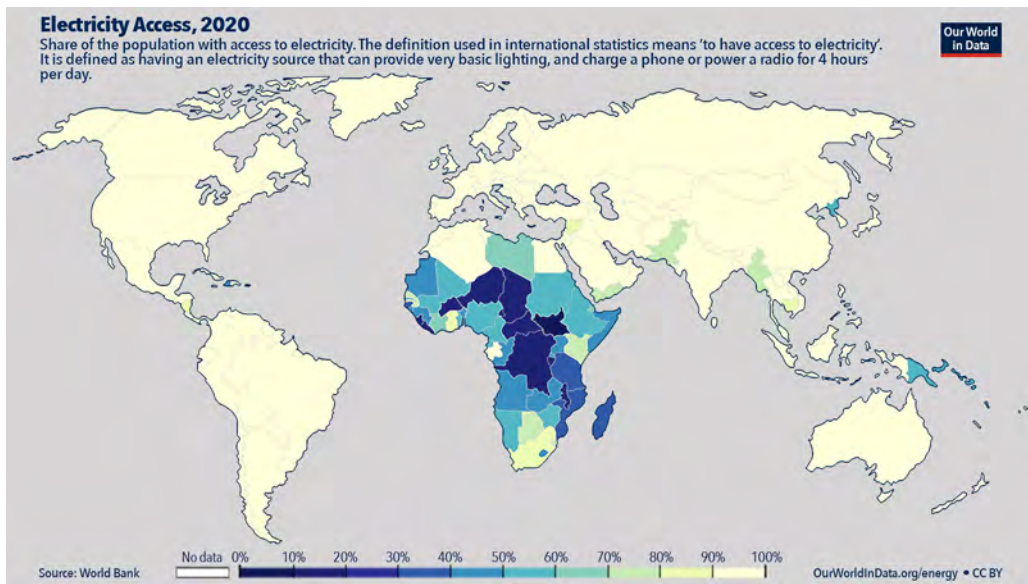 Electricity Access, 2020
Share of the population with access to electricity. The definition used in international statistics means 'to have access to electricity'.
It is defined as having an electricity source that can provide very basic lighting, and charge a phone or power a radio for 4 hours
per day.
Our World
in Data
No data 0% 10% 20% 30% 40% 50% 60% 70% 80% 90% 100%
Source: World Bank
OurWorldInData.org/energy • CC BY